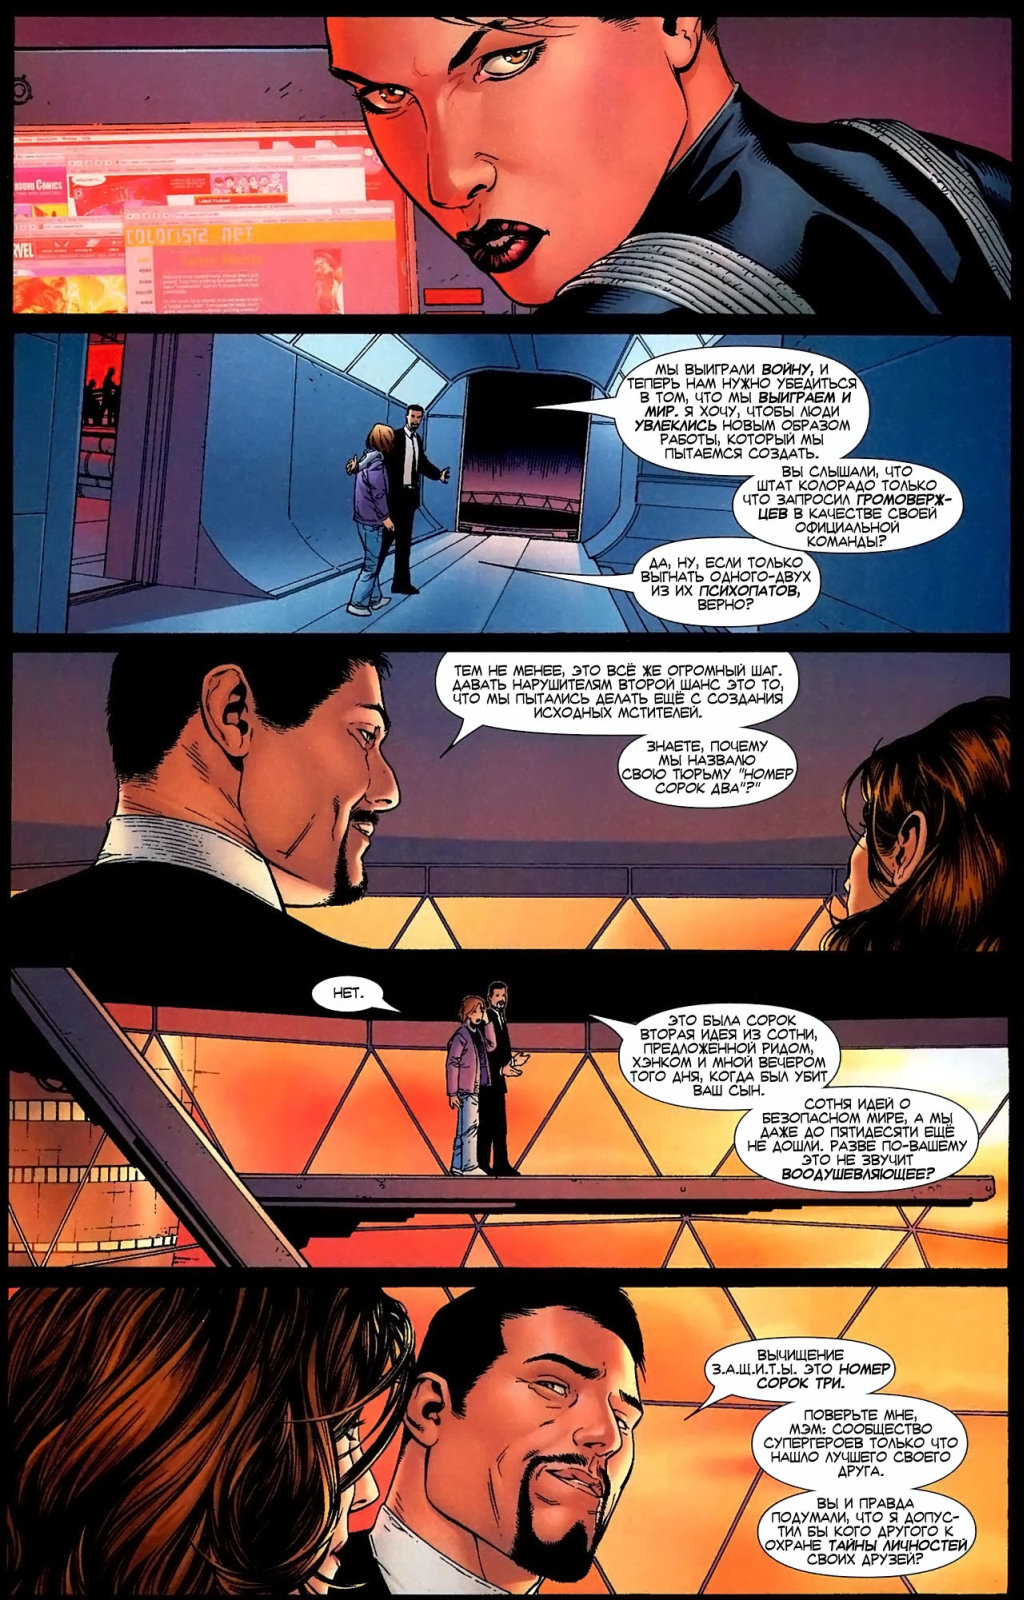 ROUND COMICS
Latest Podcast
RVEL
COLORISTZ NET
МЫ ВЫИГРАЛИ ВОЙНУ, И
ТЕПЕРЬ НАМ НУЖНО УБЕДИТЬСЯ
В ТОМ, ЧТО МЫ ВЫИГРАЕМ И
МИР. Я ХОЧУ, ЧТОБЫ ЛЮДИ
УВЛЕКЛИСЬ НОВЫМ ОБРАЗОМ
РАБОТЫ, КОТОРЫЙ МЫ
ПЫТАЕМСЯ СОЗДАТЬ.
ВЫ СЛЫШАЛИ, ЧТО
ШТАТ КОЛОРАДО ТОЛЬКО
ЧТО ЗАПРОСИЛ ГРОМОВЕРЖ-
ЦЕВ В КАЧЕСТВЕ СВОЕЙ
ОФИЦИАЛЬНОЙ
КОМАНДЫ?
ДА, НУ, ЕСЛИ ТОЛЬКО
ВЫГНАТЬ ОДНОГО-ДВУХ
ИЗ ИХ ПСИХОПАТОВ,
ВЕРНО?
ТЕМ НЕ МЕНЕЕ, ЭТО ВСЁ ЖЕ ОГРОМНЫЙ ШАГ.
ДАВАТЬ НАРУШИТЕЛЯМ ВТОРОЙ ШАНС ЭТО ТО,
ЧТО МЫ ПЫТАЛИСЬ ДЕЛАТЬ ЕЩЁ С СОЗДАНИЯ
ИСХОДНЫХ МСТИТЕЛЕЙ.
ЗНАЕТЕ, ПОЧЕМУ
МЫ НАЗВАЛИ
СВОЮ ТЮРЬМУ "НОМЕР
СОРОК ДВА"?"
НЕТ.
ЭТО БЫЛА СОРОК
ВТОРАЯ ИДЕЯ ИЗ СОТНИ,
ПРЕДЛОЖЕННОЙ РИДОМ,
ХЭНКОМ И МНОЙ ВЕЧЕРОМ
ТОГО ДНЯ, КОГДА БЫЛ УБИТ
ВАШ СЫН.
СОТНЯ ИДЕЙ О
БЕЗОПАСНОМ МИРЕ, А МЫ
ДАЖЕ ДО ПЯТИДЕСЯТИ ЕЩЁ
НЕ ДОШЛИ. РАЗВЕ ПО-ВАШЕМУ
ЭТО НЕ ЗВУЧИТ
ВООДУШЕВЛЯЮЩЕЕ?
ВЫЧИЩЕНИЕ
З.А.Щ.И.Т.Ы. ЭТО НОМЕР
СОРОК ТРИ.
ПОВЕРЬТЕ МНЕ,
МЭМ: СООБЩЕСТВО
СУПЕРГЕРОЕВ ТОЛЬКО ЧТО
НАШЛО ЛУЧШЕГО СВОЕГО
ДРУГА.
ВЫ И ПРАВДА
ПОДУМАЛИ, ЧТО Я ДОПУС-
ТИЛ БЫ КОГО ДРУГОГО К
ОХРАНЕ ТАЙНЫ ЛИЧНОСТЕЙ
СВОИХ ДРУЗЕЙ?